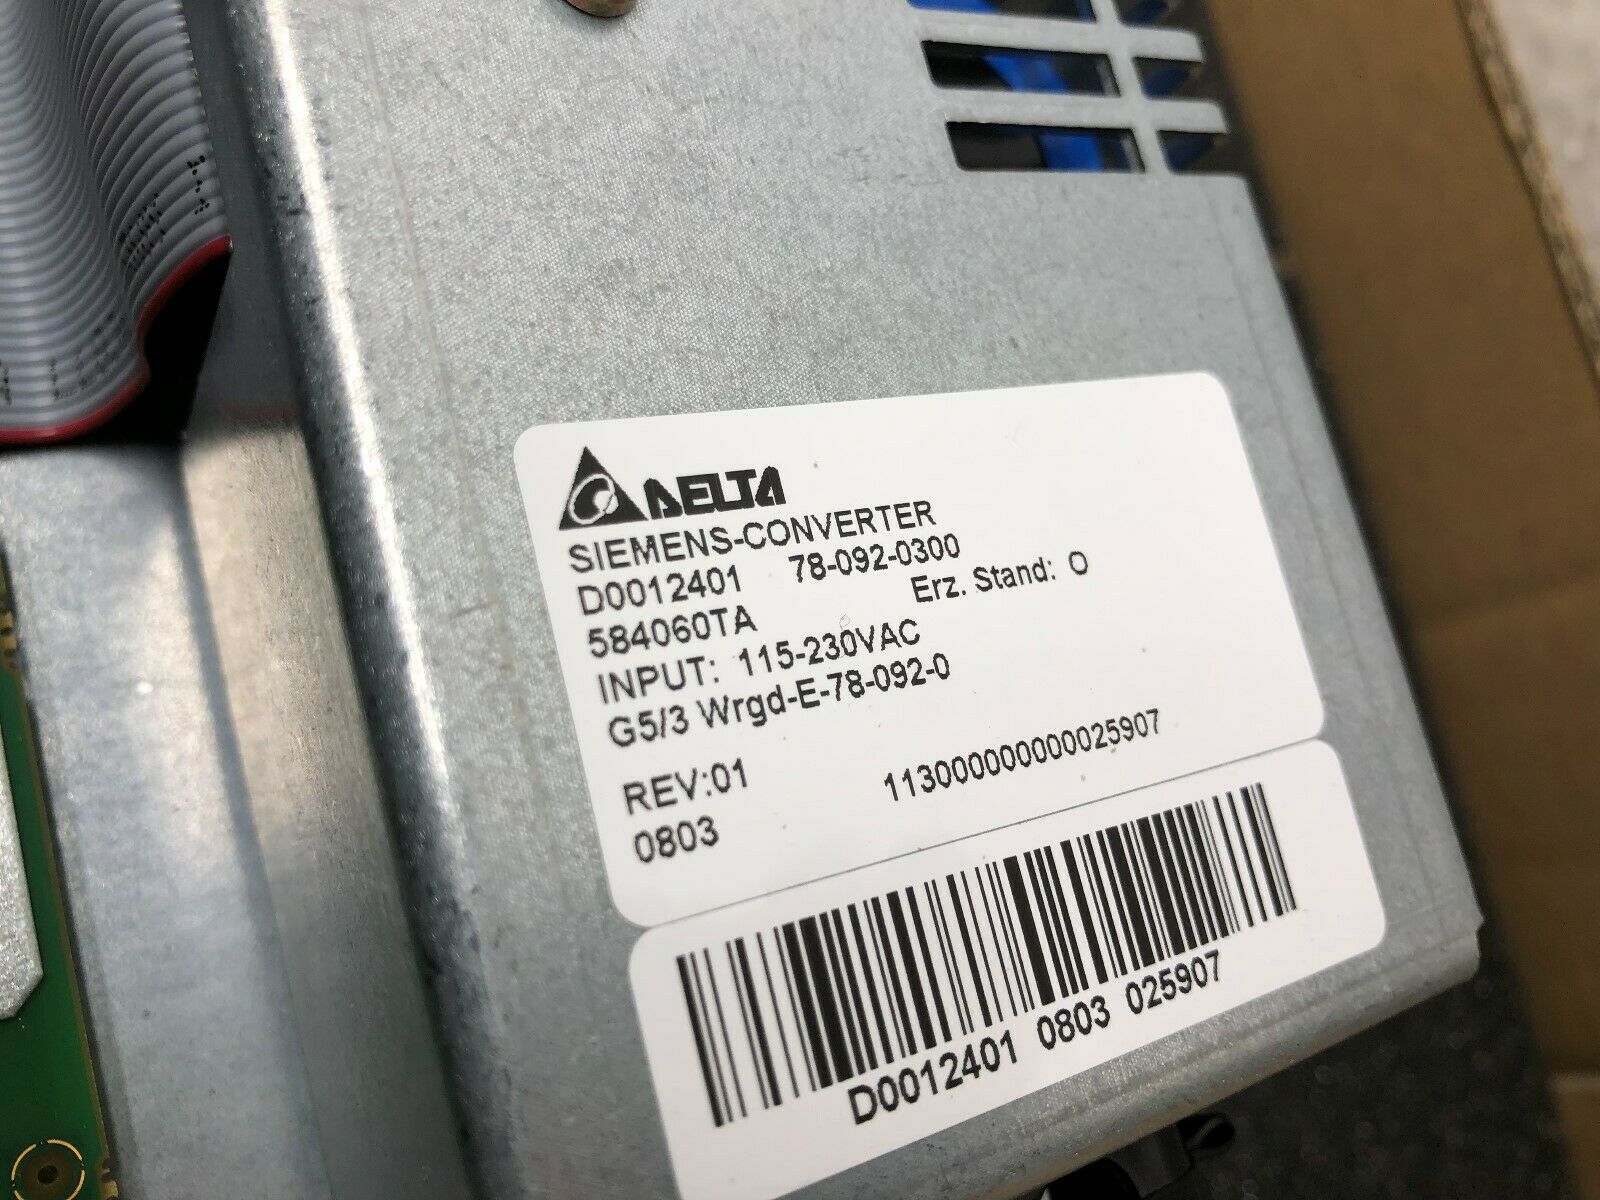 DELTA
SIEMENS-CONVERTER
D0012401 78-092-0300
584060TA Erz. Stand: O
INPUT: 115-230VAC
G5/3 Wrgd-E-78-092-0
REV:01 11300000000025907
0803
D0012401 0803 025907